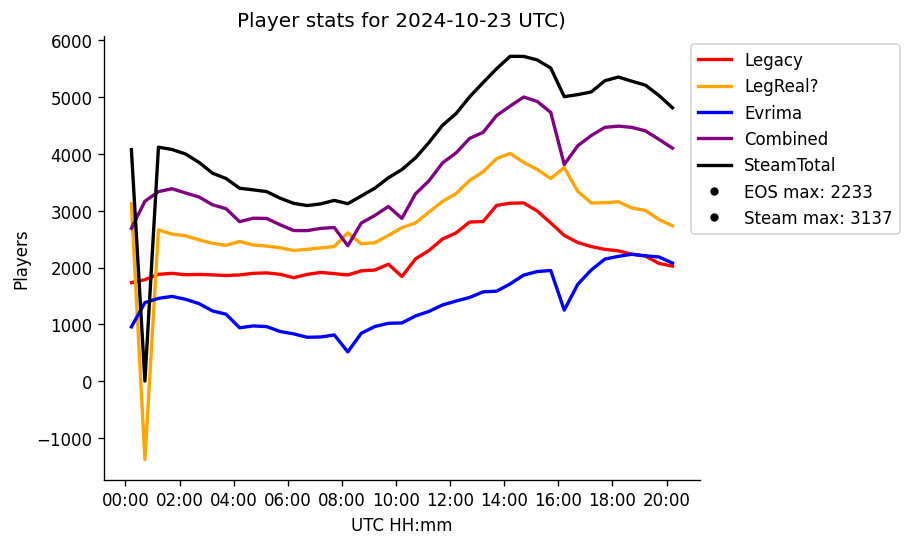 Player stats for 2024-10-23 UTC)
6000
5000
4000
3000
2000
1000
0
−1000
Players
00:00 02:00 04:00 06:00 08:00 10:00 12:00 14:00 16:00 18:00 20:00
UTC HH:mm
Legacy
LegReal?
Evrima
Combined
SteamTotal
EOS max: 2233
Steam max: 3137